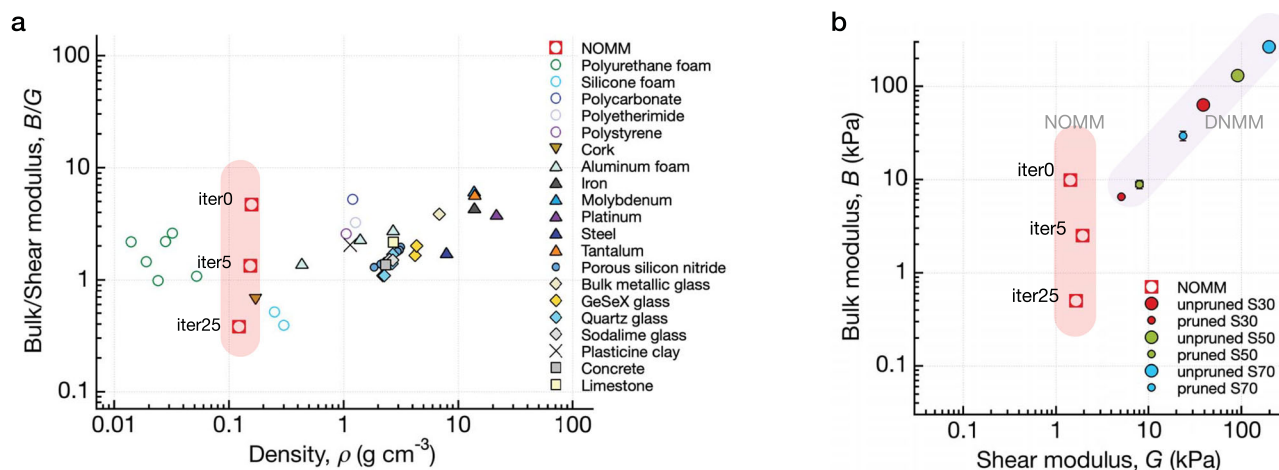 a
Bulk/Shear modulus, B/G
100
10
1
0.1
0.01
0.1
1
10
100
Density, ρ (g cm⁻³)
iter0
iter5
iter25
NOMM
Polyurethane foam
Silicone foam
Polycarbonate
Polyetherimide
Polystyrene
Cork
Aluminum foam
Iron
Molybdenum
Platinum
Steel
Tantalum
Porous silicon nitride
Bulk metallic glass
GeSeX glass
Quartz glass
Sodalime glass
Plasticine clay
Concrete
Limestone
b
Bulk modulus, B (kPa)
100
10
1
0.1
0.1
1
10
100
Shear modulus, G (kPa)
NOMM
DNMM
iter0
iter5
iter25
NOMM
unpruned S30
pruned S30
unpruned S50
pruned S50
unpruned S70
pruned S70